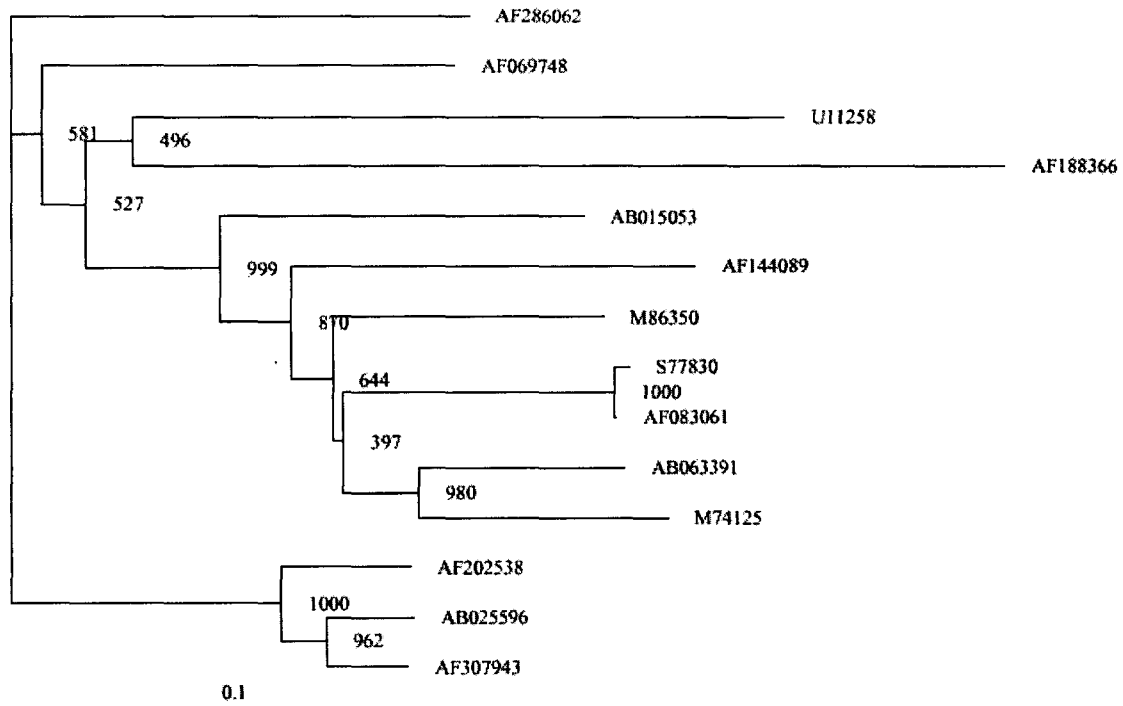 AF286062
AF069748
U11258
581
496
AF188366
527
AB015053
999
AF144089
870
M86350
S77830
644
1000
AF083061
397
AB063391
980
M74125
AF202538
1000
AB025596
962
AF307943
0.1